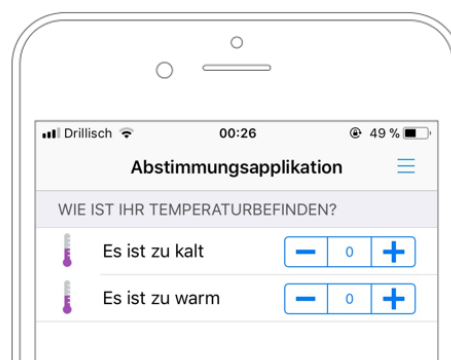 Drillisch 00:26 49 %
Abstimmungsapplikation
WIE IST IHR TEMPERATURBEFINDEN?
Es ist zu kalt − 0 +
Es ist zu warm − 0 +